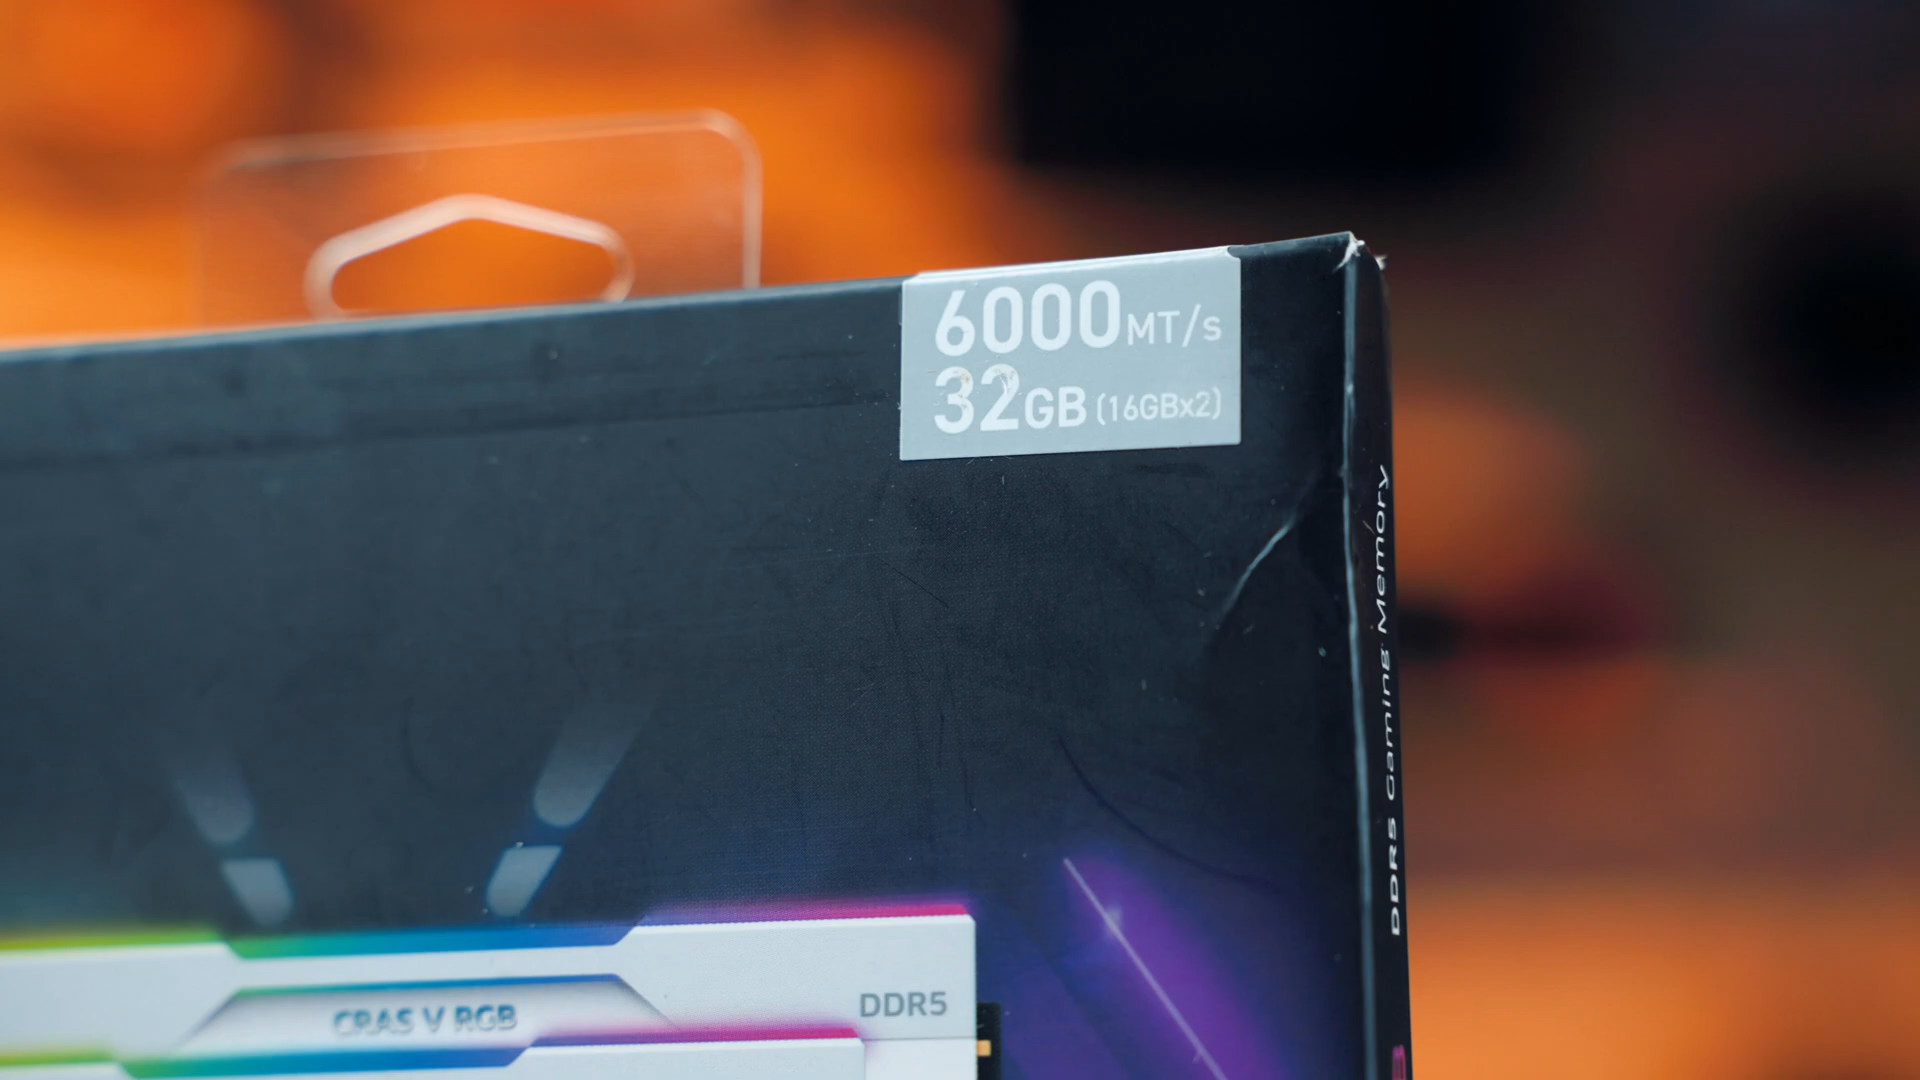 6000MT/s
32GB (16GBx2)
DDR5 Gaming Memory
CRAS V RGB
DDR5